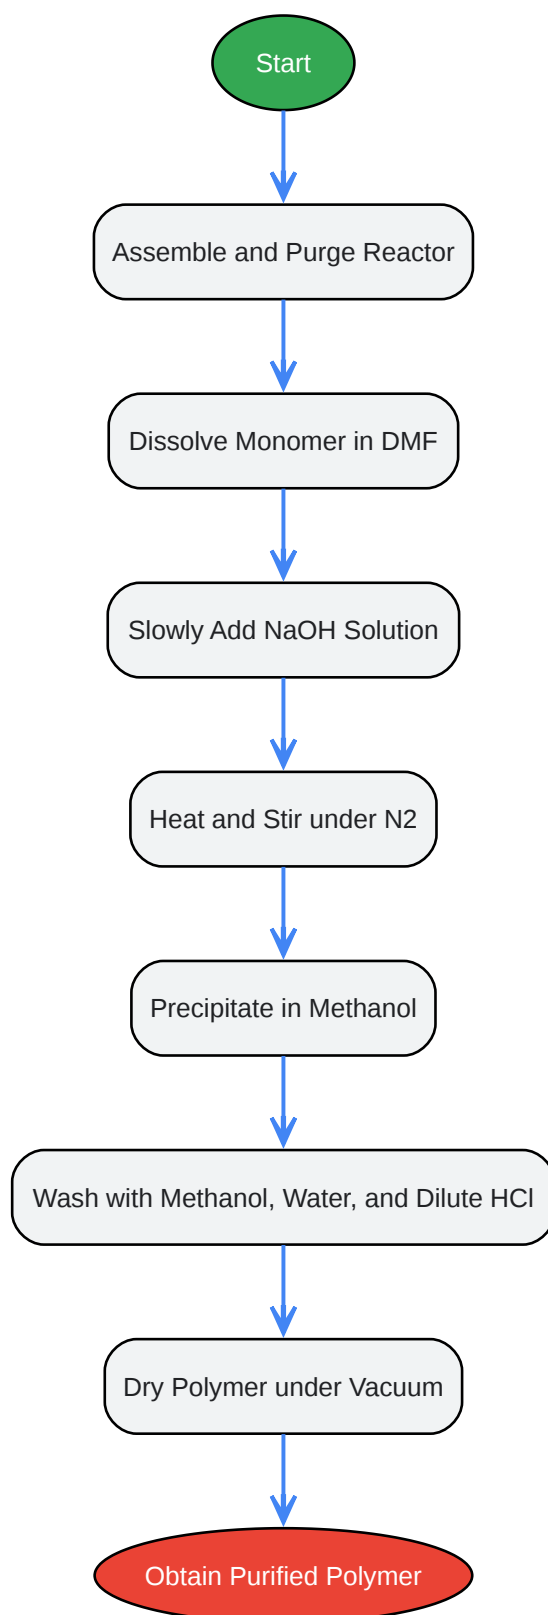 Start
Assemble and Purge Reactor
Dissolve Monomer in DMF
Slowly Add NaOH Solution
Heat and Stir under N2
Precipitate in Methanol
Wash with Methanol, Water, and Dilute HCl
Dry Polymer under Vacuum
Obtain Purified Polymer